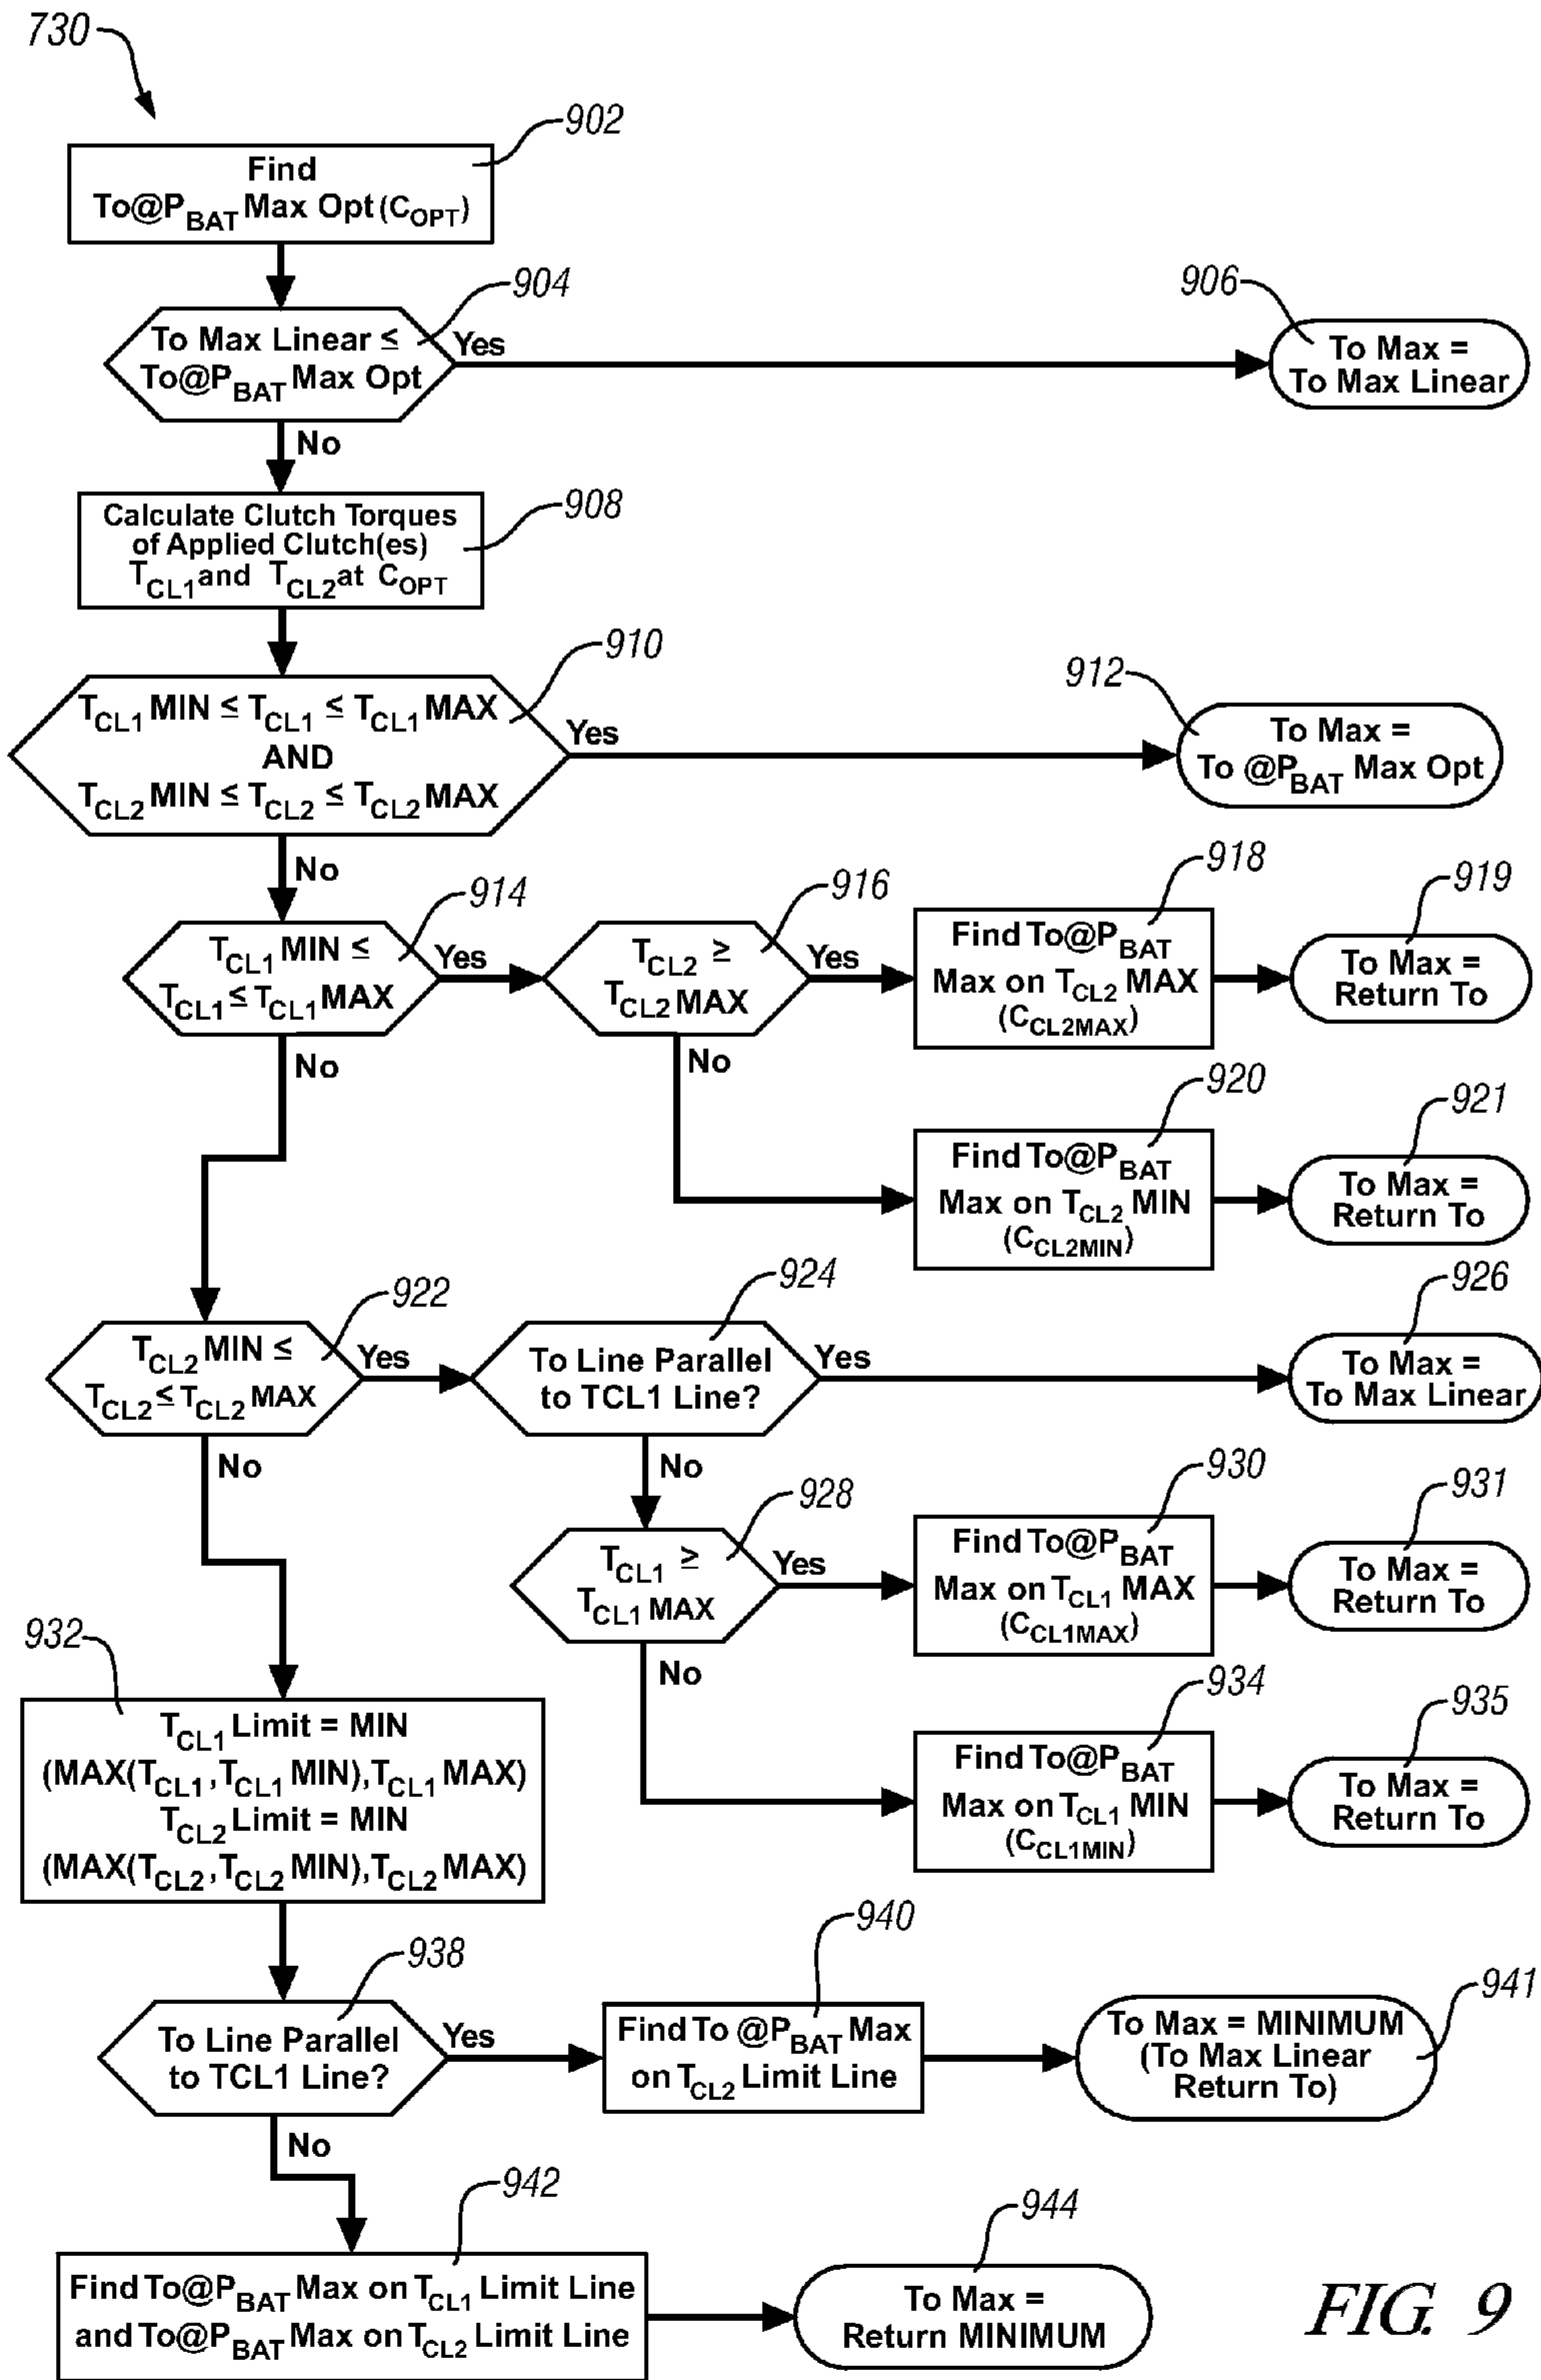 730
902
Find
To@PBAT Max Opt (COPT)
904
To Max Linear ≤
To@PBAT Max Opt
Yes
906
To Max =
To Max Linear
No
908
Calculate Clutch Torques
of Applied Clutch(es)
TCL1 and TCL2 at COPT
910
TCL1 MIN ≤ TCL1 ≤ TCL1 MAX
AND
TCL2 MIN ≤ TCL2 ≤ TCL2 MAX
Yes
912
To Max =
To @PBAT Max Opt
No
914
TCL1 MIN ≤
TCL1 ≤ TCL1 MAX
Yes
916
TCL2 ≥
TCL2 MAX
Yes
918
Find To@PBAT
Max on TCL2 MAX
(CCL2MAX)
919
To Max =
Return To
No
No
920
Find To@PBAT
Max on TCL2 MIN
(CCL2MIN)
921
To Max =
Return To
922
TCL2 MIN ≤
TCL2 ≤ TCL2 MAX
Yes
924
To Line Parallel
to TCL1 Line?
Yes
926
To Max =
To Max Linear
No
No
928
TCL1 ≥
TCL1 MAX
Yes
930
Find To@PBAT
Max on TCL1 MAX
(CCL1MAX)
931
To Max =
Return To
No
934
Find To@PBAT
Max on TCL1 MIN
(CCL1MIN)
935
To Max =
Return To
932
TCL1 Limit = MIN
(MAX(TCL1,TCL1 MIN),TCL1 MAX)
TCL2 Limit = MIN
(MAX(TCL2,TCL2 MIN),TCL2 MAX)
938
To Line Parallel
to TCL1 Line?
Yes
940
Find To @PBAT Max
on TCL2 Limit Line
941
To Max = MINIMUM
(To Max Linear
Return To)
No
942
Find To@PBAT Max on TCL1 Limit Line
and To@PBAT Max on TCL2 Limit Line
944
To Max =
Return MINIMUM
FIG. 9